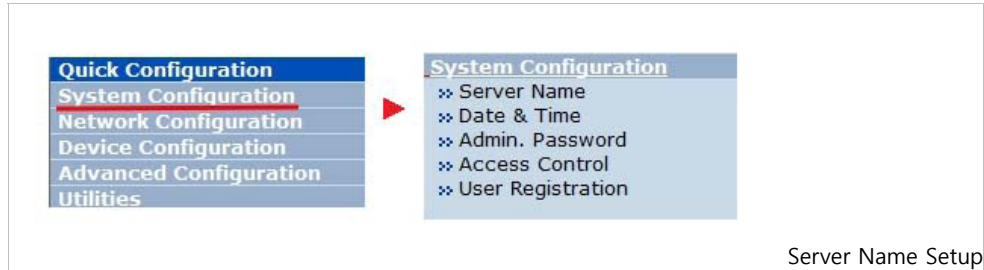 Quick Configuration
System Configuration
Network Configuration
Device Configuration
Advanced Configuration
Utilities
System Configuration
» Server Name
» Date & Time
» Admin. Password
» Access Control
» User Registration
Server Name Setup